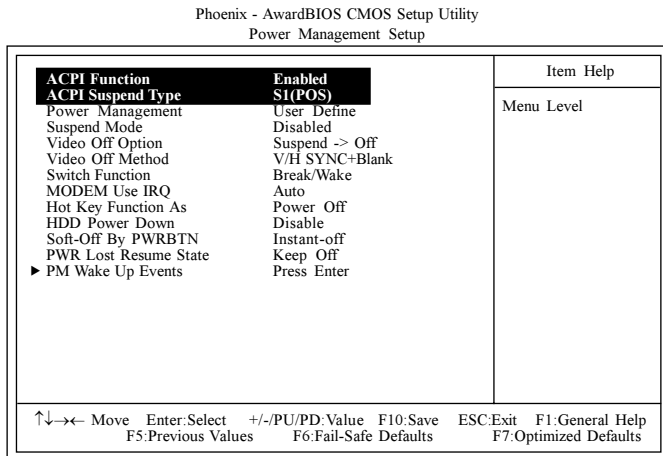 Phoenix - AwardBIOS CMOS Setup Utility
Power Management Setup
ACPI Function Enabled
ACPI Suspend Type S1(POS)
Power Management User Define
Suspend Mode Disabled
Video Off Option Suspend -> Off
Video Off Method V/H SYNC+Blank
Switch Function Break/Wake
MODEM Use IRQ Auto
Hot Key Function As Power Off
HDD Power Down Disable
Soft-Off By PWRBTN Instant-off
PWR Lost Resume State Keep Off
▶ PM Wake Up Events Press Enter
Item Help
Menu Level
↑↓→← Move Enter:Select +/-/PU/PD:Value F10:Save ESC:Exit F1:General Help
F5:Previous Values F6:Fail-Safe Defaults F7:Optimized Defaults